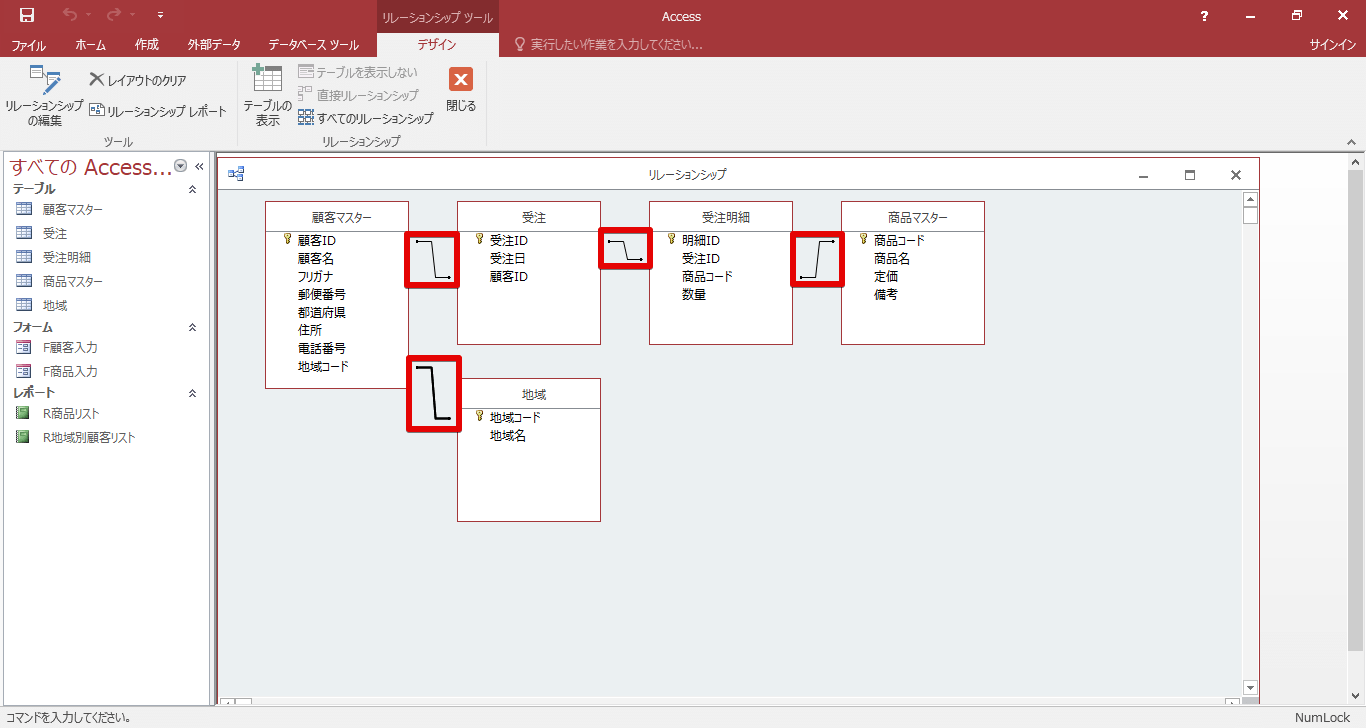 リレーションシップ ツール
Access
?
ファイル
ホーム
作成
外部データ
データベース ツール
デザイン
実行したい作業を入力してください...
サインイン
リレーションシップ
の編集
レイアウトのクリア
リレーションシップ レポート
ツール
テーブルの
表示
テーブルを表示しない
直接リレーションシップ
すべてのリレーションシップ
閉じる
リレーションシップ
すべての Access...
テーブル
顧客マスター
受注
受注明細
商品マスター
地域
フォーム
F顧客入力
F商品入力
レポート
R商品リスト
R地域別顧客リスト
リレーションシップ
顧客マスター
顧客ID
顧客名
フリガナ
郵便番号
都道府県
住所
電話番号
地域コード
受注
受注ID
受注日
顧客ID
受注明細
明細ID
受注ID
商品コード
数量
商品マスター
商品コード
商品名
定価
備考
地域
地域コード
地域名
コマンドを入力してください。
NumLock